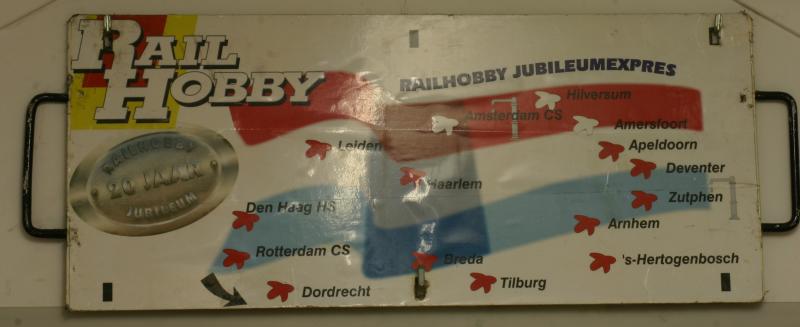 RAIL
HOBBY
RAILHOBBY JUBILEUMEXPRES
Hilversum
Amsterdam CS
Amersfoort
Leiden
Apeldoorn
RAILHOBBY
20 JAAR
JUBILEUM
Deventer
Haarlem
Zutphen
Den Haag HS
Arnhem
Rotterdam CS
Breda
's-Hertogenbosch
Tilburg
Dordrecht